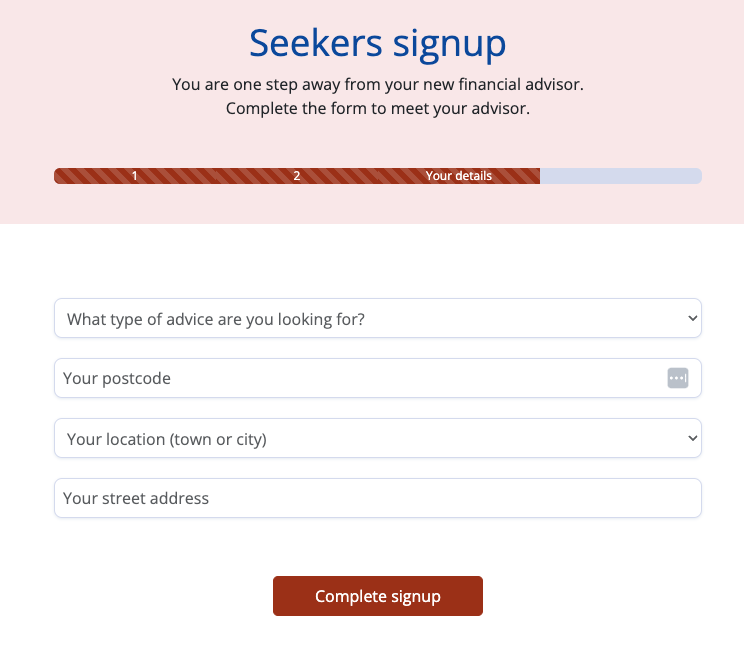 Seekers signup
You are one step away from your new financial advisor.
Complete the form to meet your advisor.
1 2 Your details
What type of advice are you looking for?
Your postcode
Your location (town or city)
Your street address
Complete signup